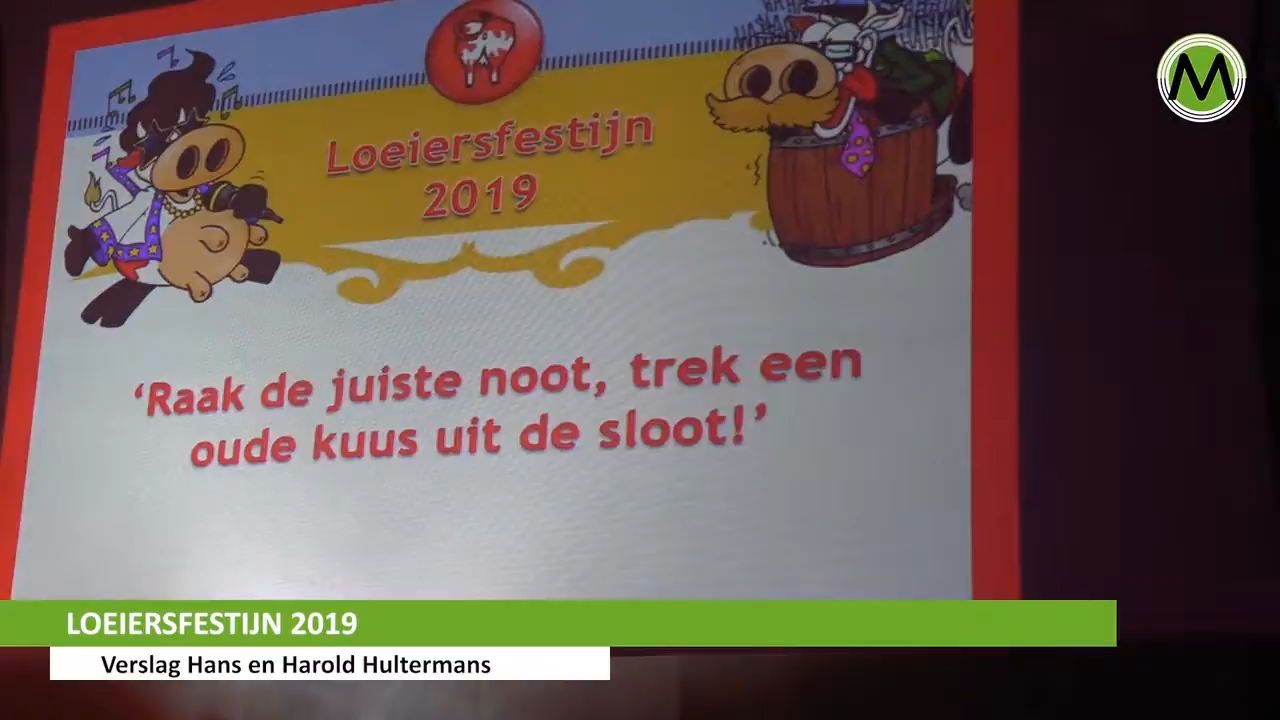 M
Loeiersfestijn
2019
‘Raak de juiste noot, trek een
oude kuus uit de sloot!’
LOEIERSFESTIJN 2019
Verslag Hans en Harold Hultermans